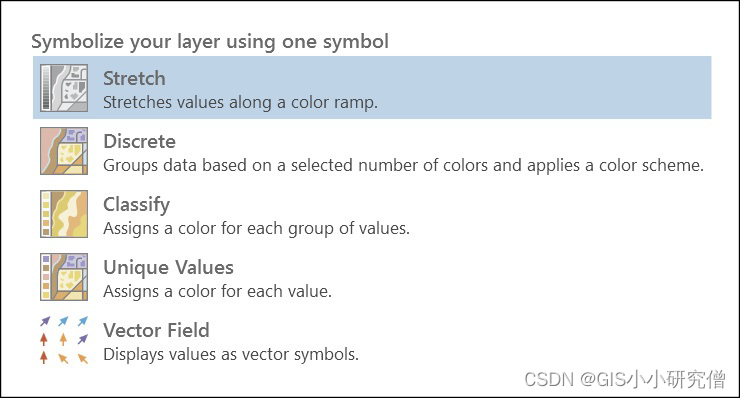 Symbolize your layer using one symbol
Stretch
Stretches values along a color ramp.
Discrete
Groups data based on a selected number of colors and applies a color scheme.
Classify
Assigns a color for each group of values.
Unique Values
Assigns a color for each value.
Vector Field
Displays values as vector symbols.
CSDN @GIS小小研究僧